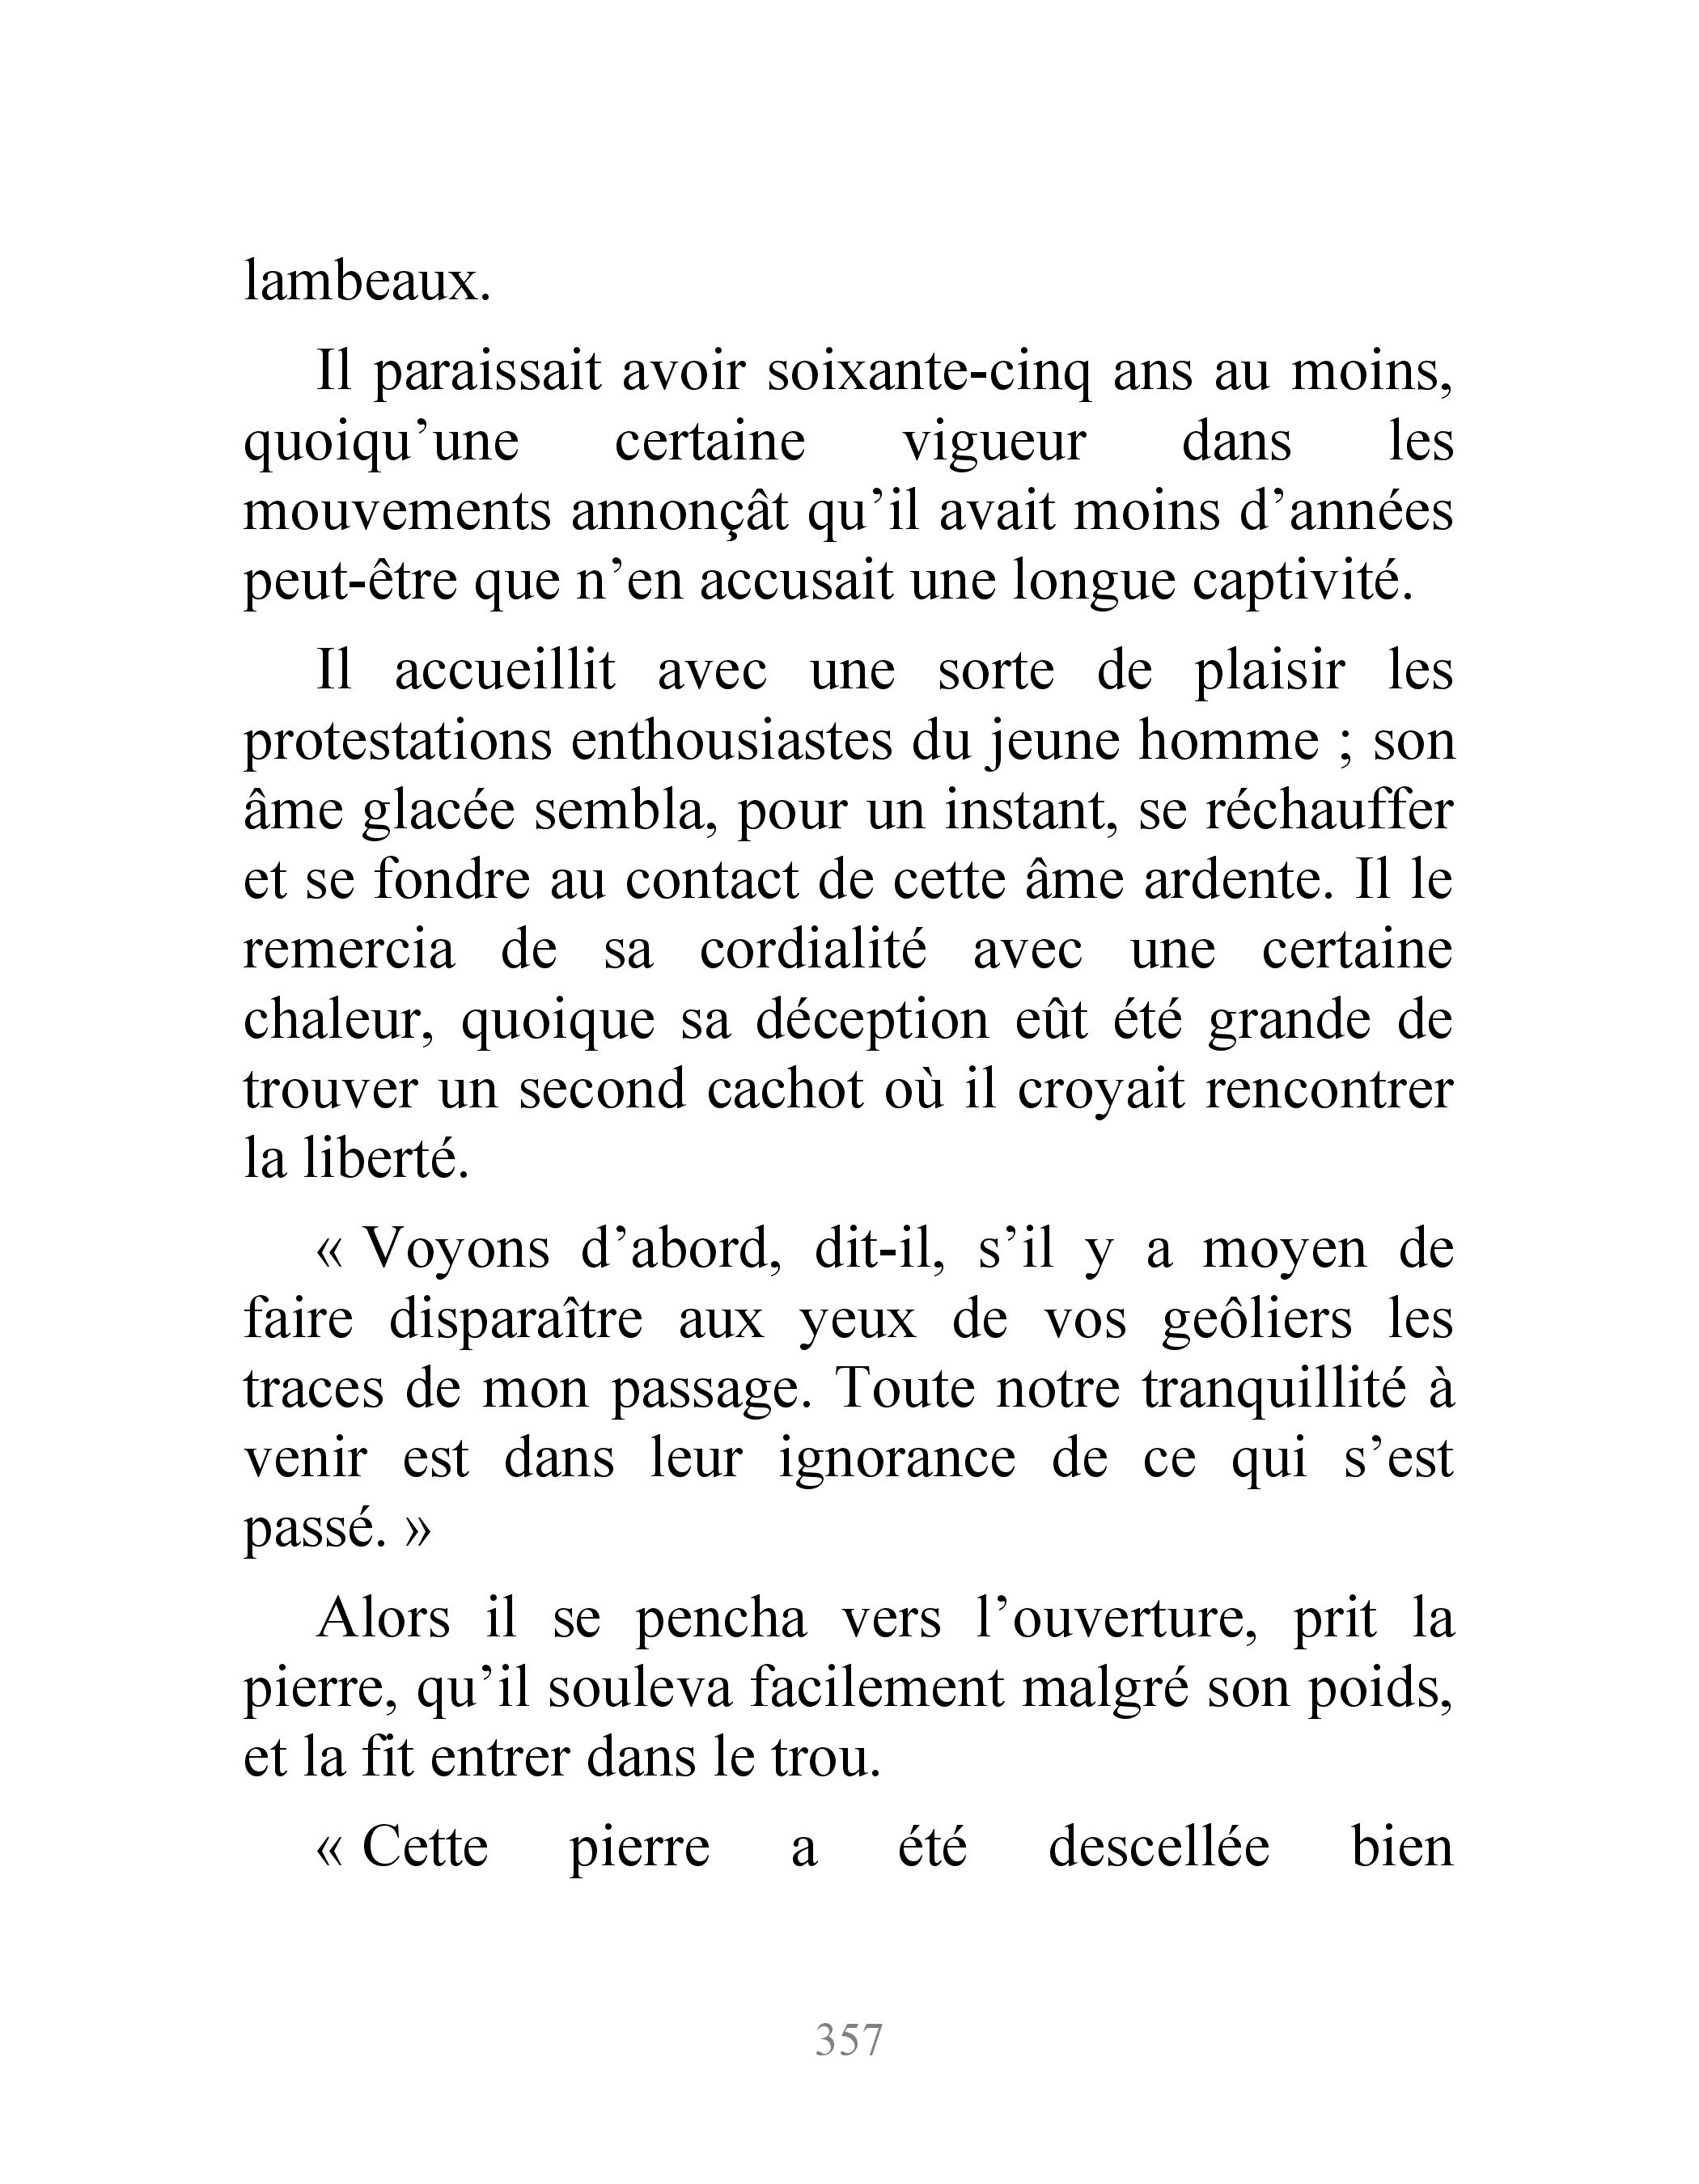 lambeaux.
Il paraissait avoir soixante-cinq ans au moins,
quoiqu’une certaine vigueur dans les
mouvements annonçât qu’il avait moins d’années
peut-être que n’en accusait une longue captivité.
Il accueillit avec une sorte de plaisir les
protestations enthousiastes du jeune homme ; son
âme glacée sembla, pour un instant, se réchauffer
et se fondre au contact de cette âme ardente. Il le
remercia de sa cordialité avec une certaine
chaleur, quoique sa déception eût été grande de
trouver un second cachot où il croyait rencontrer
la liberté.
« Voyons d’abord, dit-il, s’il y a moyen de
faire disparaître aux yeux de vos geôliers les
traces de mon passage. Toute notre tranquillité à
venir est dans leur ignorance de ce qui s’est
passé. »
Alors il se pencha vers l’ouverture, prit la
pierre, qu’il souleva facilement malgré son poids,
et la fit entrer dans le trou.
« Cette pierre a été descellée bien
357